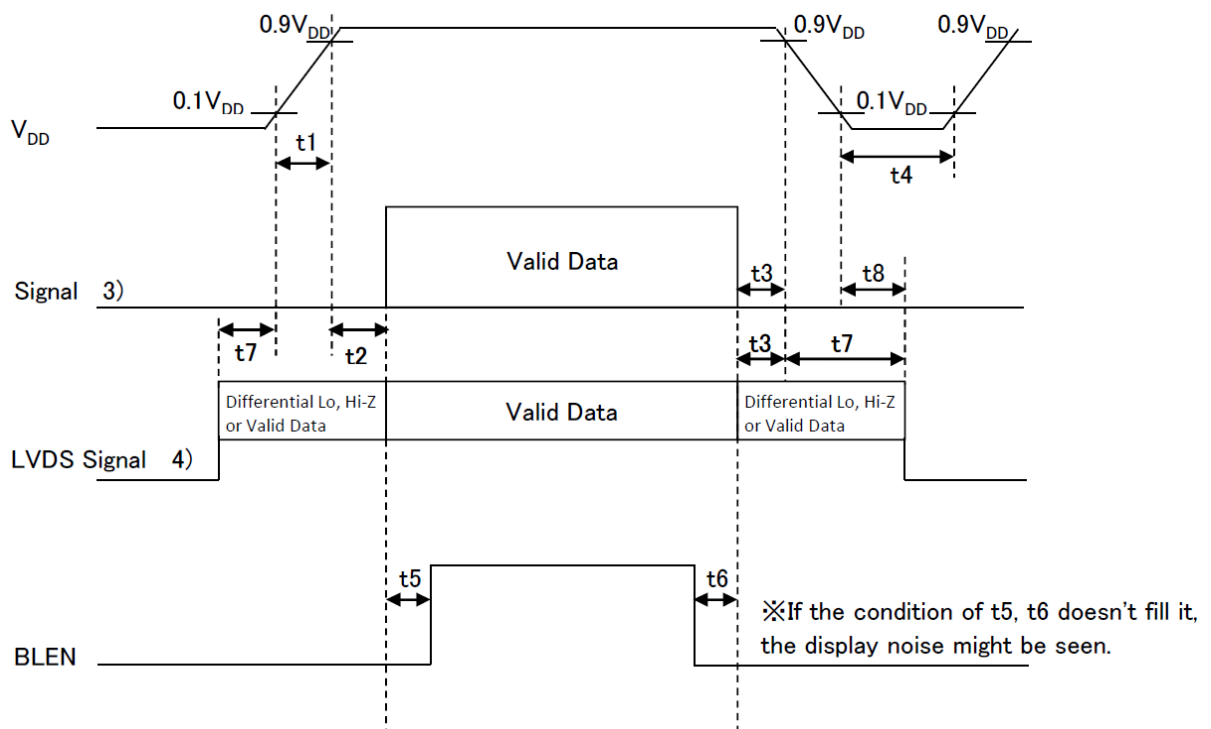 0.9VDD
0.9VDD
0.9VDD
0.1VDD
0.1VDD
VDD
t1
t4
Valid Data
t3
t8
Signal 3)
t7
t2
t3
t7
Differential Lo, Hi-Z
or Valid Data
Valid Data
Differential Lo, Hi-Z
or Valid Data
LVDS Signal 4)
t5
t6
※If the condition of t5, t6 doesn't fill it,
the display noise might be seen.
BLEN